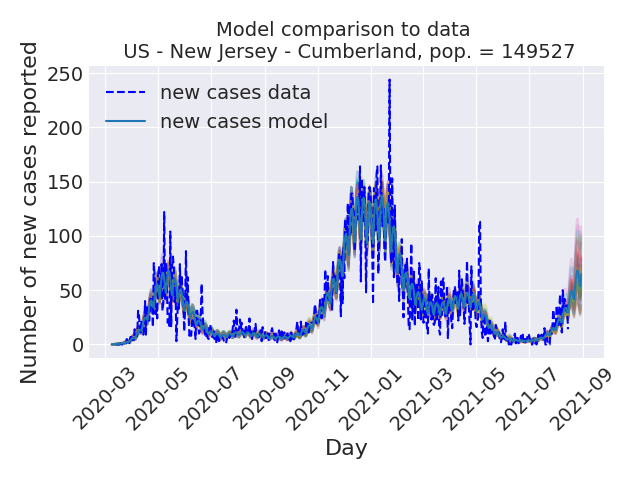 Model comparison to data
US - New Jersey - Cumberland, pop. = 149527
Number of new cases reported
250
200
150
100
50
0
new cases data
new cases model
2020-03
2020-05
2020-07
2020-09
2020-11
2021-01
2021-03
2021-05
2021-07
2021-09
Day